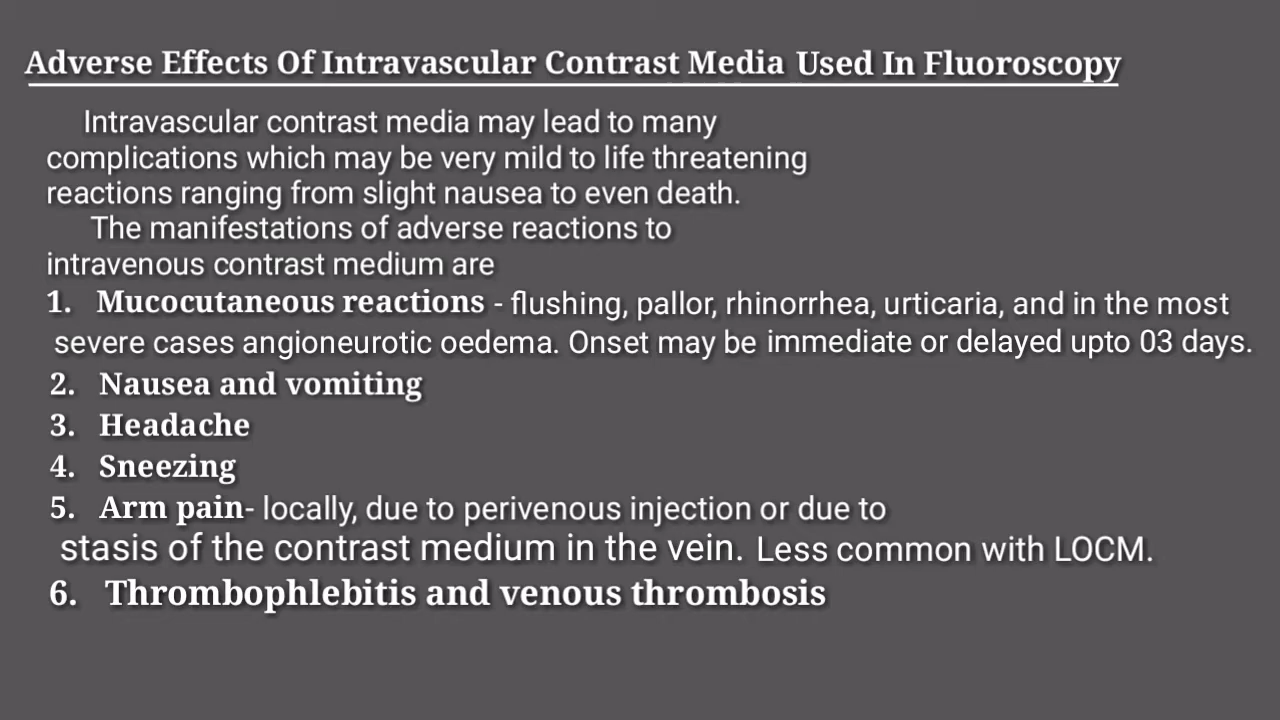 Adverse Effects Of Intravascular Contrast Media Used In Fluoroscopy
Intravascular contrast media may lead to many
complications which may be very mild to life threatening
reactions ranging from slight nausea to even death.
The manifestations of adverse reactions to
intravenous contrast medium are
1. Mucocutaneous reactions - flushing, pallor, rhinorrhea, urticaria, and in the most
severe cases angioneurotic oedema. Onset may be immediate or delayed upto 03 days.
2. Nausea and vomiting
3. Headache
4. Sneezing
5. Arm pain- locally, due to perivenous injection or due to
stasis of the contrast medium in the vein. Less common with LOCM.
6. Thrombophlebitis and venous thrombosis